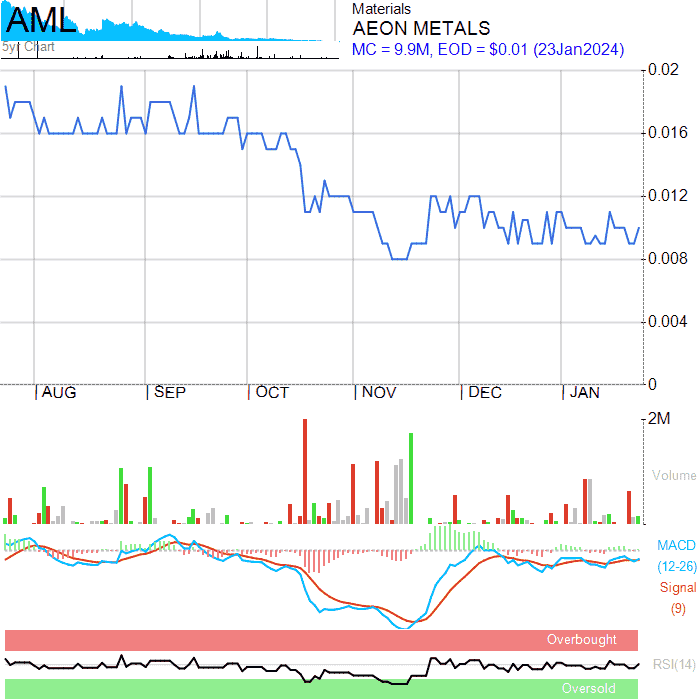 AML
5yr Chart
Materials
AEON METALS
MC = 9.9M, EOD = $0.01 (23Jan2024)
0.02
0.016
0.012
0.008
0.004
0
AUG SEP OCT NOV DEC JAN
2M
Volume
MACD
(12-26)
Signal
(9)
Overbought
RSI(14)
Oversold